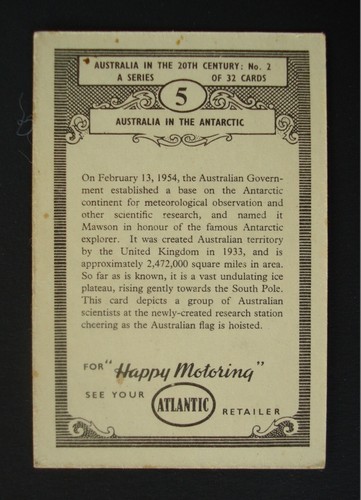 AUSTRALIA IN THE 20TH CENTURY: No. 2
A SERIES OF 32 CARDS
5
AUSTRALIA IN THE ANTARCTIC
On February 13, 1954, the Australian Govern-
ment established a base on the Antarctic
continent for meteorological observation and
other scientific research, and named it
Mawson in honour of the famous Antarctic
explorer. It was created Australian territory
by the United Kingdom in 1933, and is
approximately 2,472,000 square miles in area.
So far as is known, it is a vast undulating ice
plateau, rising gently towards the South Pole.
This card depicts a group of Australian
scientists at the newly-created research station
cheering as the Australian flag is hoisted.
FOR "Happy Motoring"
SEE YOUR ATLANTIC RETAILER